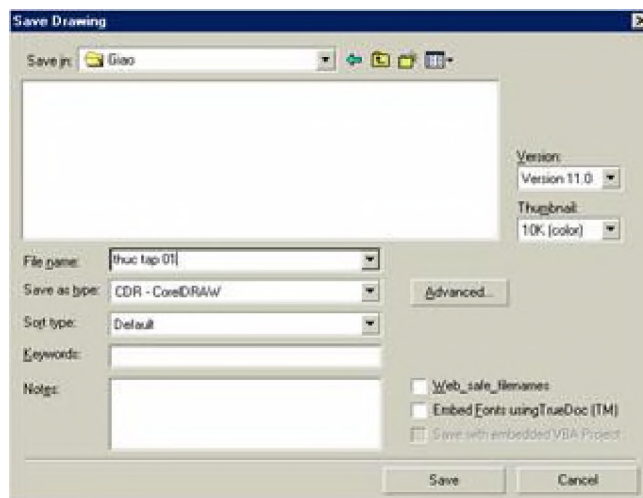 Save Drawing
Save in: Giao
Version:
Version 11.0
Thumbnail:
10K (color)
File name: thuc tap 01
Save as type: CDR - CorelDRAW
Advanced...
Sort type: Default
Keywords:
Notes:
Web_safe_filenames
Embed Fonts usingTrueDoc (TM)
Save with embedded VBA Project
Save Cancel